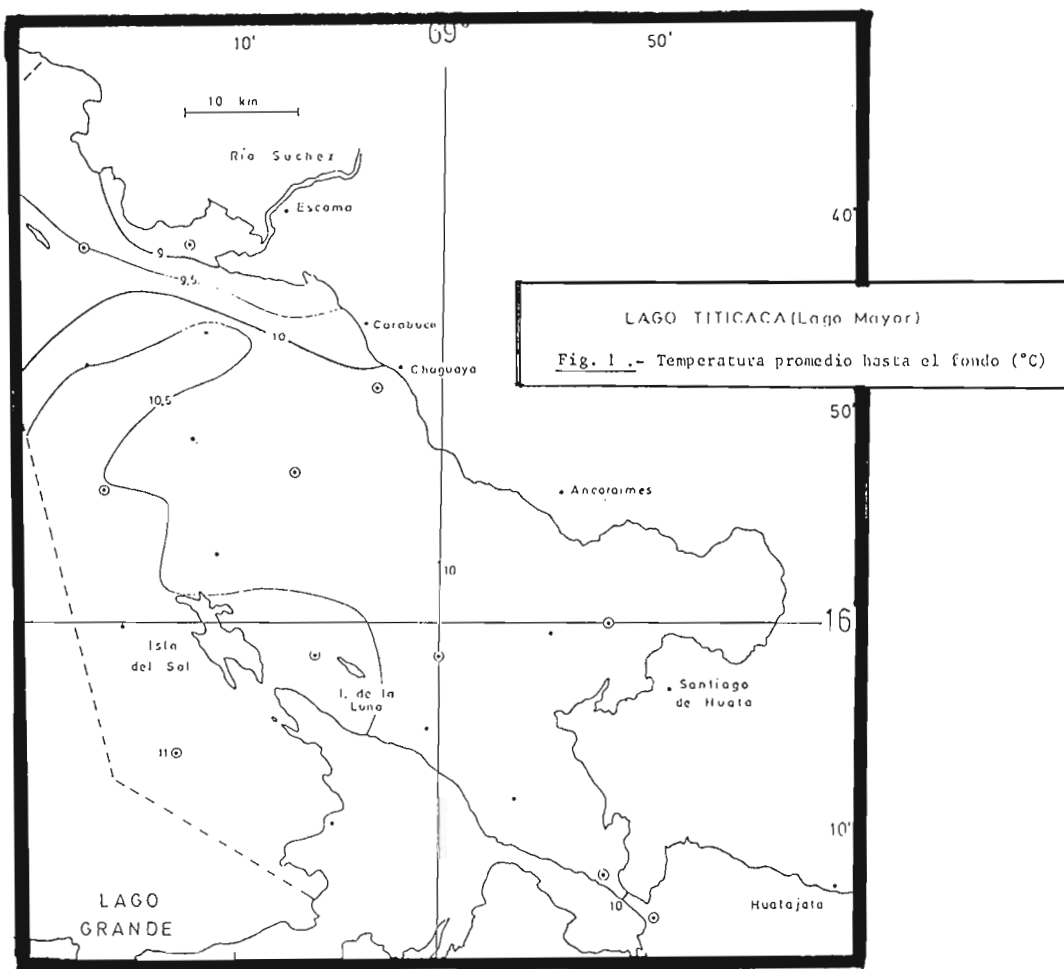 69°
10'
50'
10 km
Río Suchez
Escoma
40'
9
9,5
10
Carabuco
Chaguaya
LAGO TITICACA (Lago Mayor)
Fig. 1 .- Temperatura promedio hasta el fondo (°C)
10,5
50'
Ancoraimes
10
16
Isla
del Sol
I. de la
Luna
Santiago
de Huata
11
10'
LAGO
GRANDE
10
Huatajata